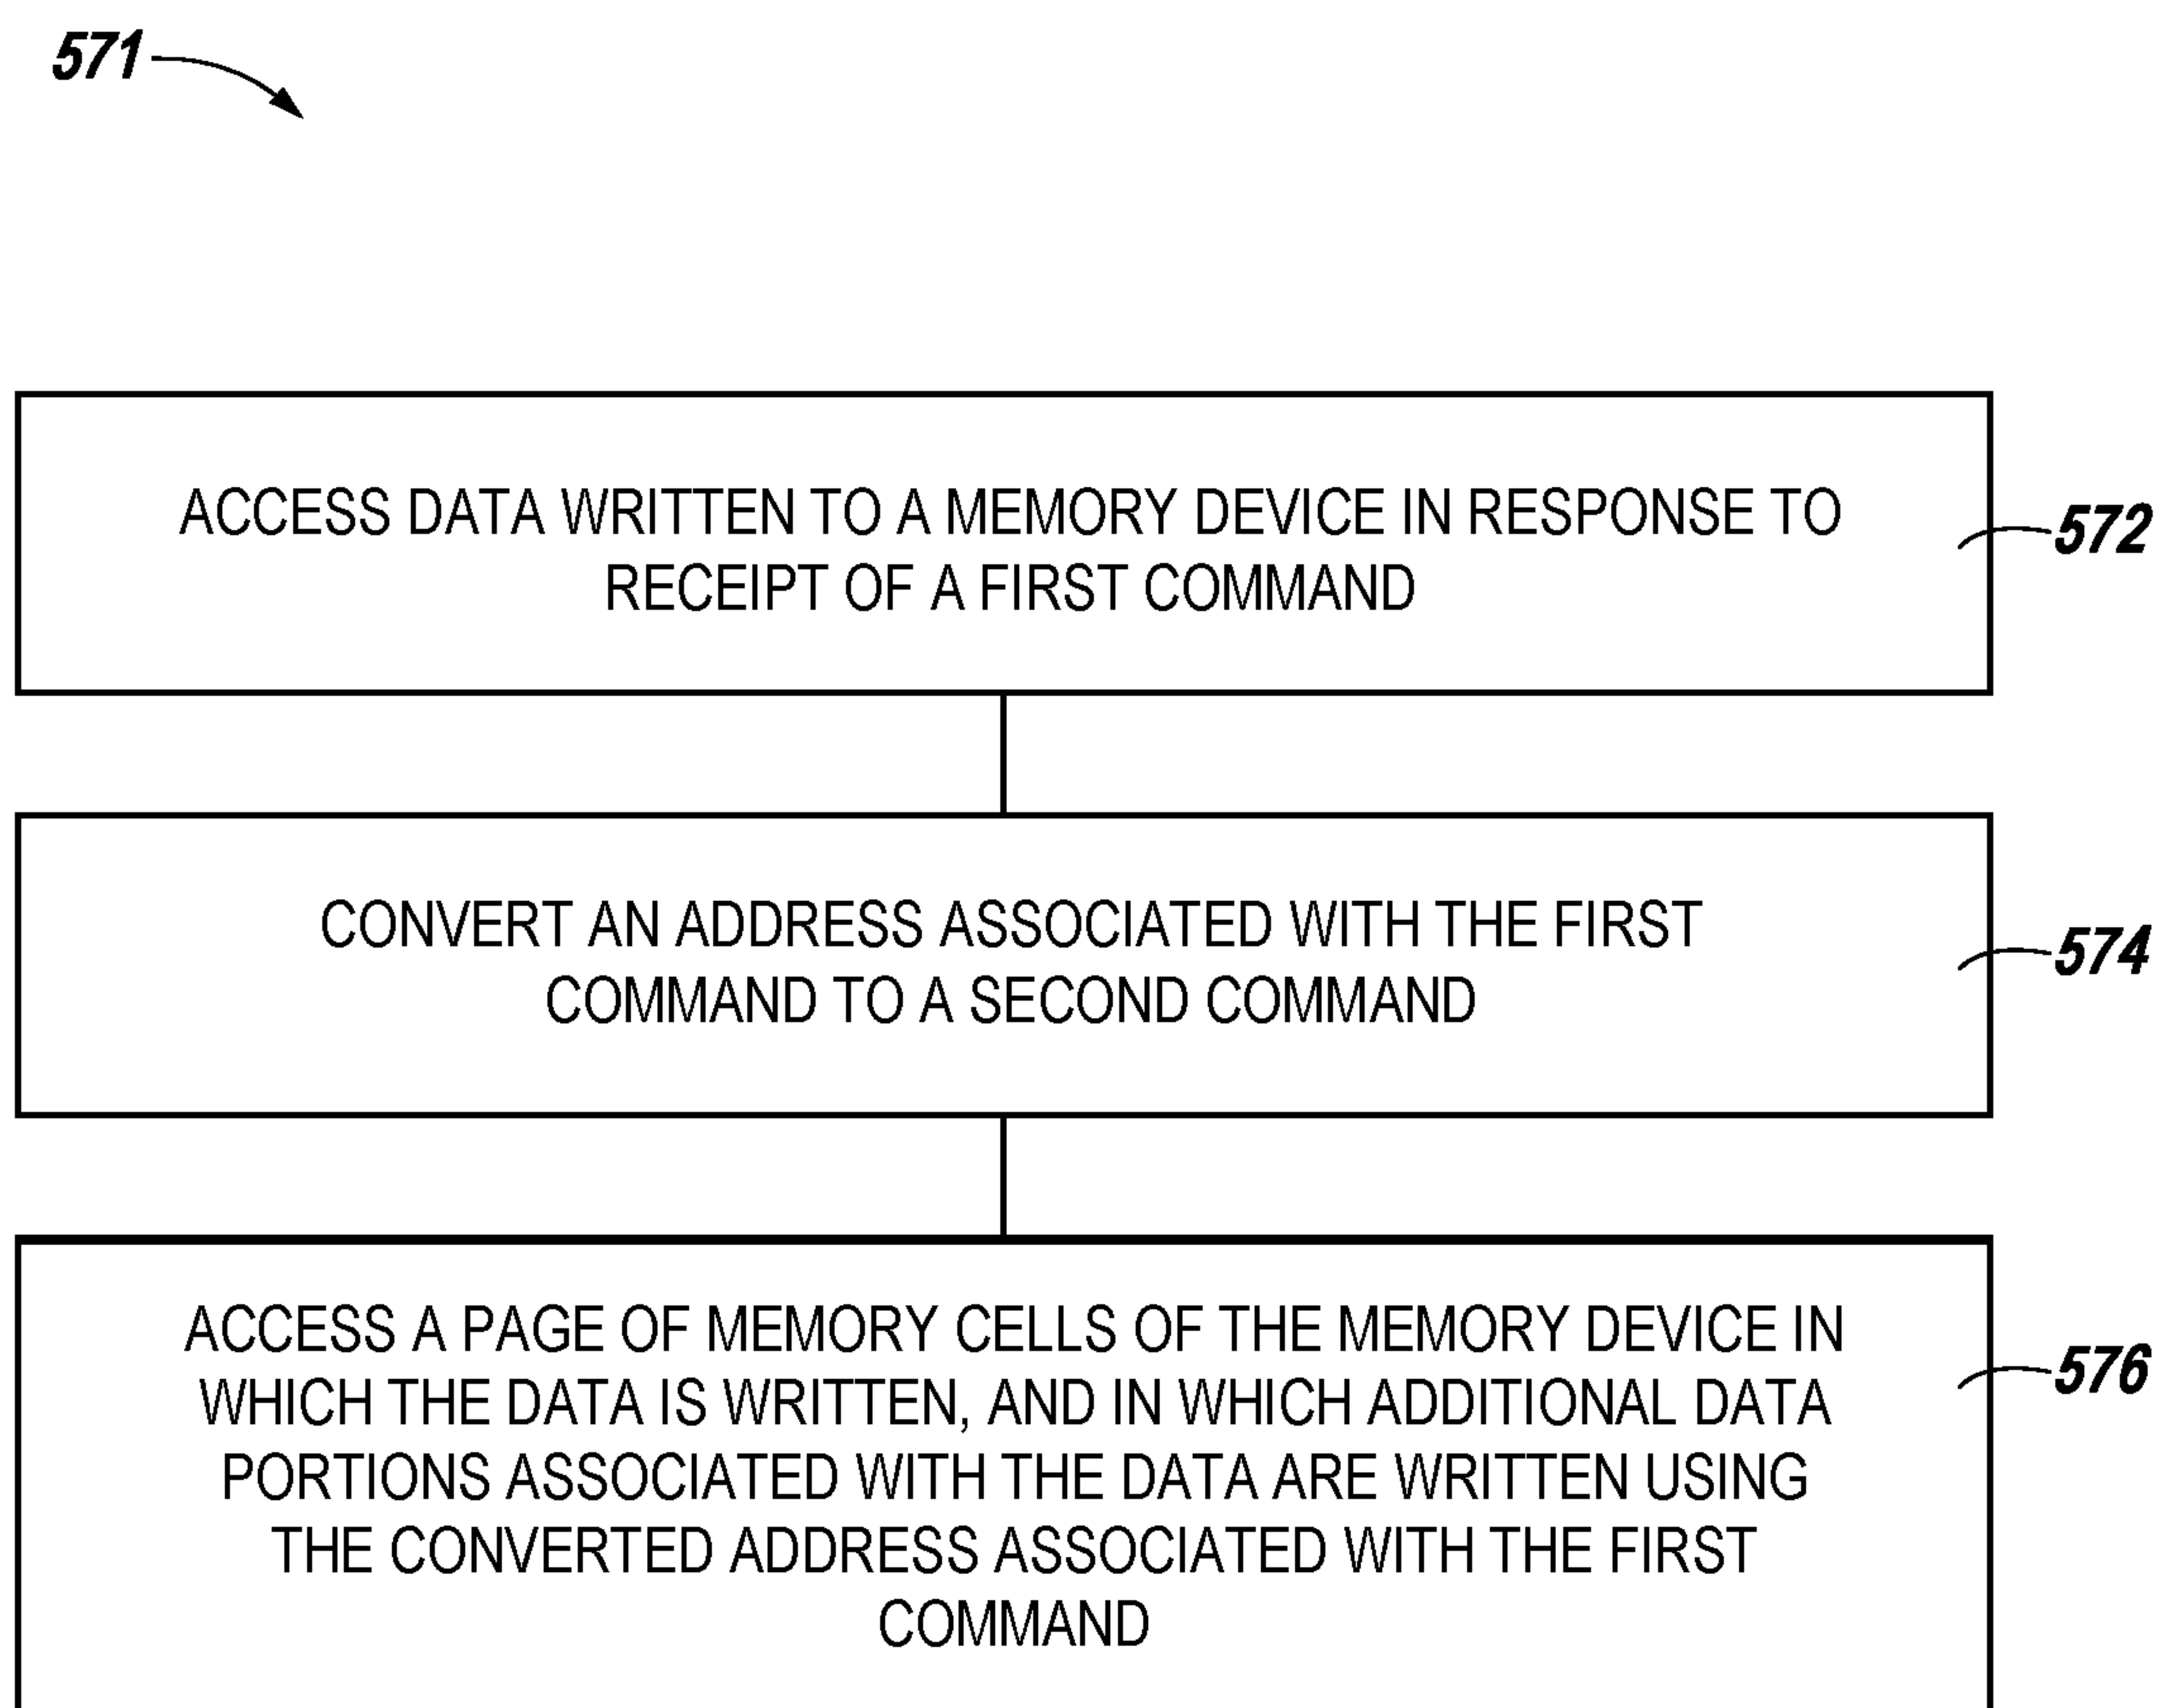 571
ACCESS DATA WRITTEN TO A MEMORY DEVICE IN RESPONSE TO
RECEIPT OF A FIRST COMMAND
572
CONVERT AN ADDRESS ASSOCIATED WITH THE FIRST
COMMAND TO A SECOND COMMAND
574
ACCESS A PAGE OF MEMORY CELLS OF THE MEMORY DEVICE IN
WHICH THE DATA IS WRITTEN, AND IN WHICH ADDITIONAL DATA
PORTIONS ASSOCIATED WITH THE DATA ARE WRITTEN USING
THE CONVERTED ADDRESS ASSOCIATED WITH THE FIRST
COMMAND
576